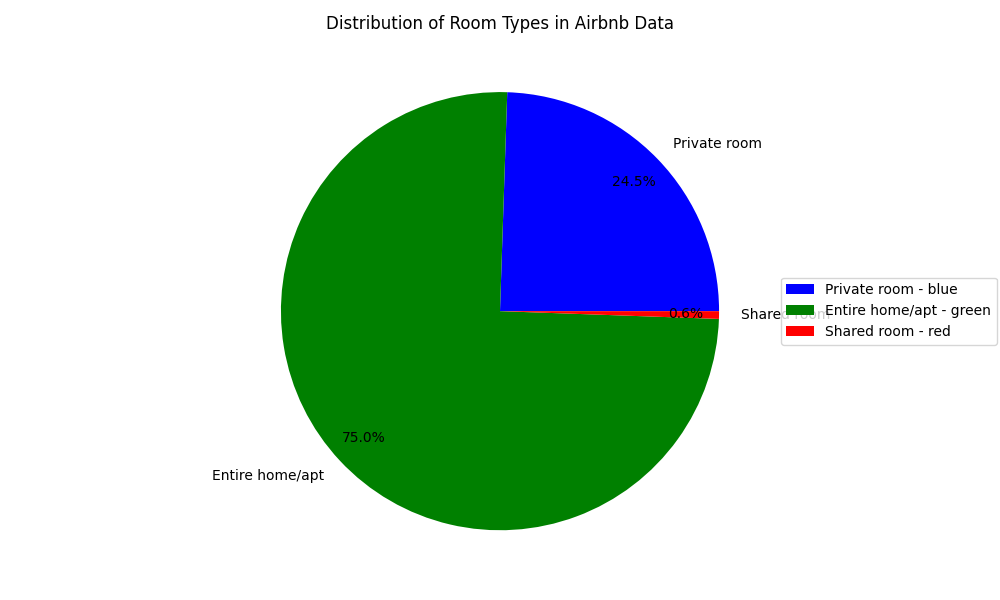 Distribution of Room Types in Airbnb Data
Private room
24.5%
0.6%
Shared room
Private room - blue
Entire home/apt - green
Shared room - red
75.0%
Entire home/apt